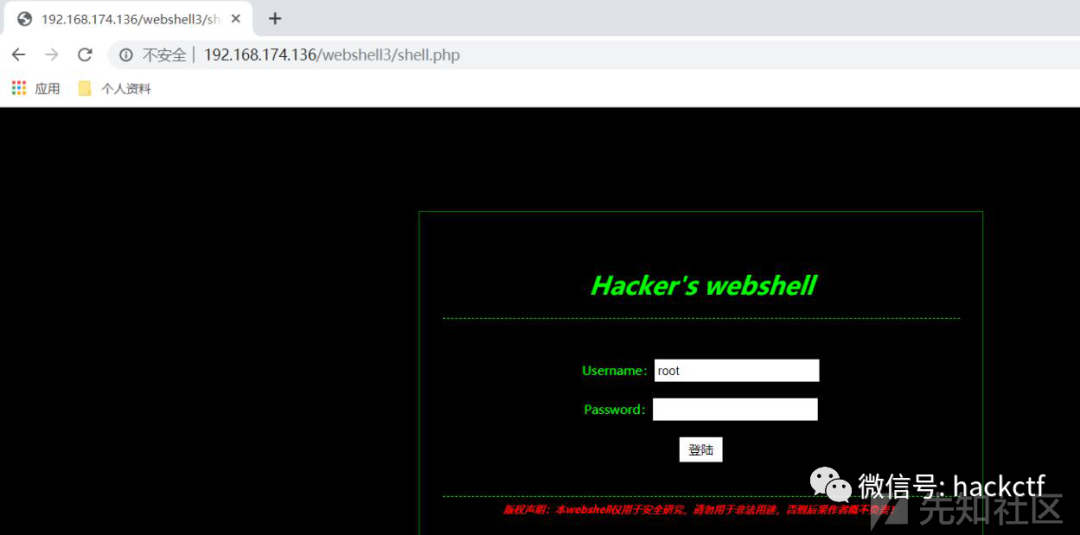 192.168.174.136/webshell3/sh
不安全 | 192.168.174.136/webshell3/shell.php
应用 个人资料
Hacker's webshell
Username： root
Password：
登陆
微信号: hackctf
版权声明：本webshell仅用于安全研究，请勿用于非法用途，否则后果作者概不负责！
先知社区